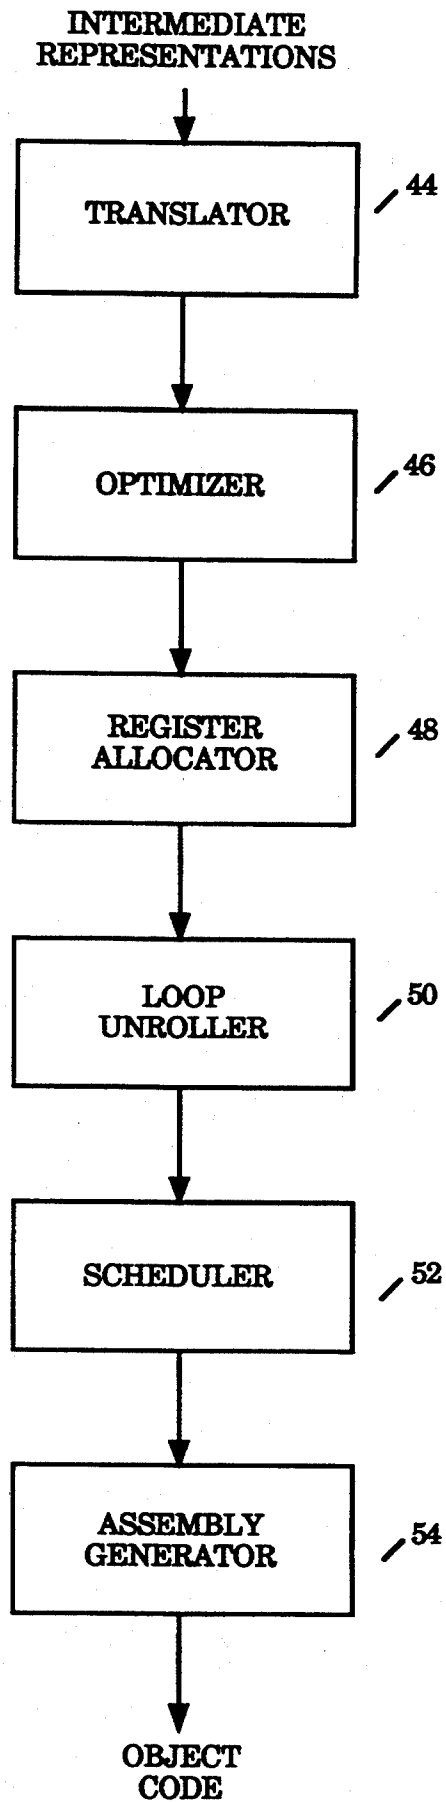 INTERMEDIATE
REPRESENTATIONS
TRANSLATOR
44
OPTIMIZER
46
REGISTER
ALLOCATOR
48
LOOP
UNROLLER
50
SCHEDULER
52
ASSEMBLY
GENERATOR
54
OBJECT
CODE